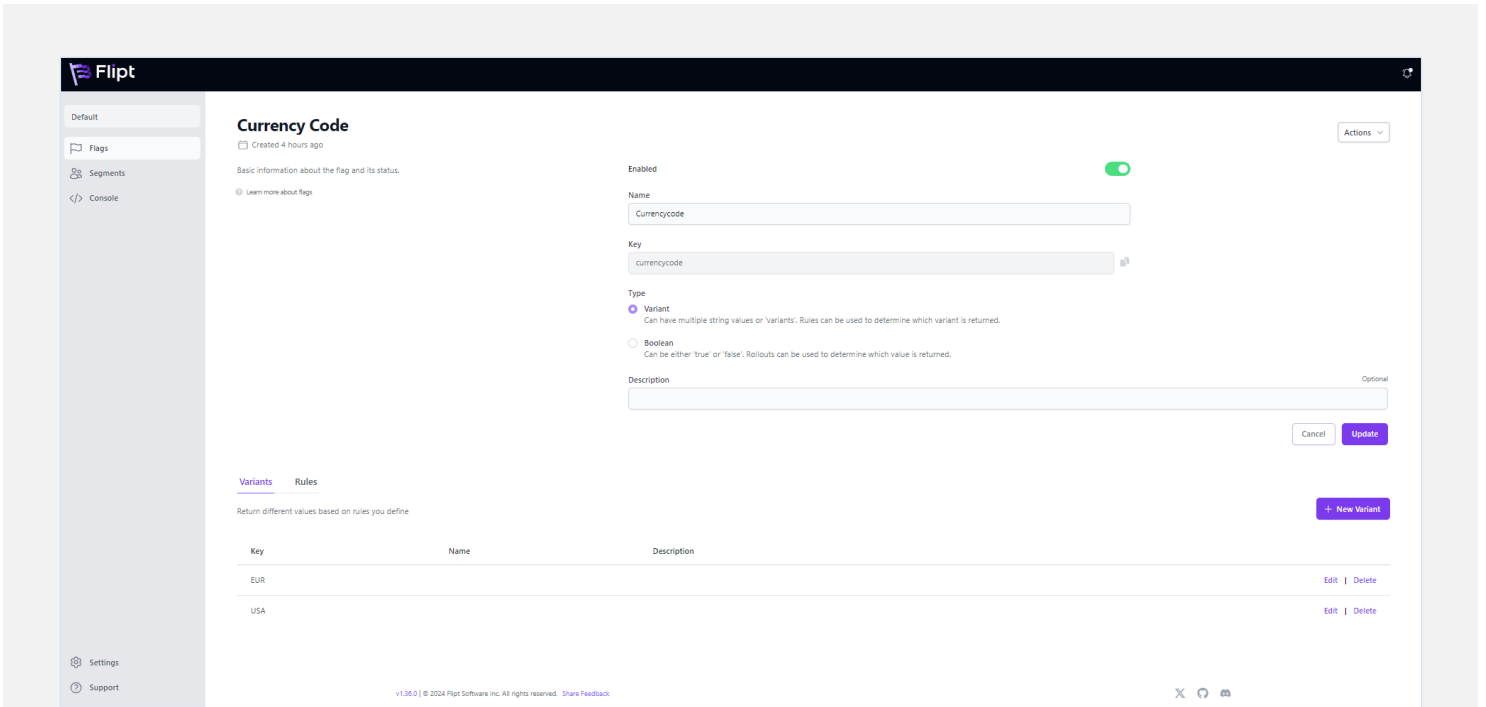 Flipt
Default
Flags
Segments
</> Console
Settings
Support
Currency Code
Created 4 hours ago
Actions
Basic information about the flag and its status.
Learn more about flags
Enabled
Name
Currencycode
Key
currencycode
Type
Variant
Can have multiple string values or 'variants'. Rules can be used to determine which variant is returned.
Boolean
Can be either 'true' or 'false'. Rollouts can be used to determine which value is returned.
Description Optional
Cancel Update
Variants Rules
Return different values based on rules you define
+ New Variant
Key Name Description
EUR Edit | Delete
USA Edit | Delete
v1.36.0 | © 2024 Flipt Software Inc. All rights reserved. Share Feedback